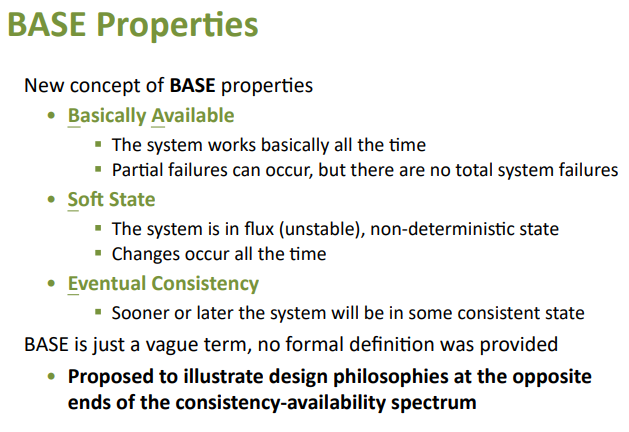 BASE Properties
New concept of BASE properties
• Basically Available
▪ The system works basically all the time
▪ Partial failures can occur, but there are no total system failures
• Soft State
▪ The system is in flux (unstable), non-deterministic state
▪ Changes occur all the time
• Eventual Consistency
▪ Sooner or later the system will be in some consistent state
BASE is just a vague term, no formal definition was provided
• Proposed to illustrate design philosophies at the opposite
ends of the consistency-availability spectrum